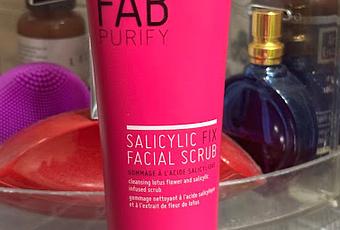 FAB
PURIFY
SALICYLIC FIX
FACIAL SCRUB
GOMMAGE À L'ACIDE SALICYLIQUE
cleansing lotus flower and salicylic
infused scrub
gommage nettoyant à l'acide salicylique
et à l'extrait de fleur de lotus